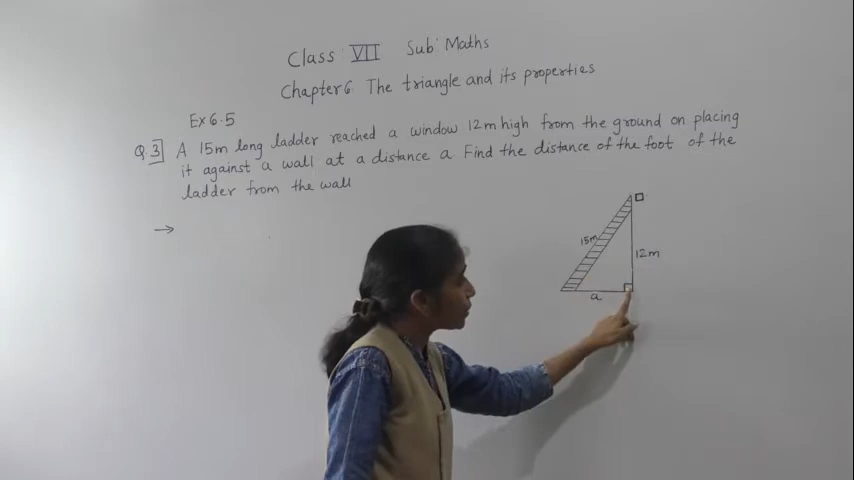 Class : VII Sub: Maths
Chapter 6 The triangle and its properties
Ex 6.5
Q.3] A 15m long ladder reached a window 12m high from the ground on placing
it against a wall at a distance a Find the distance of the foot of the
ladder from the wall
→
15m
12m
a